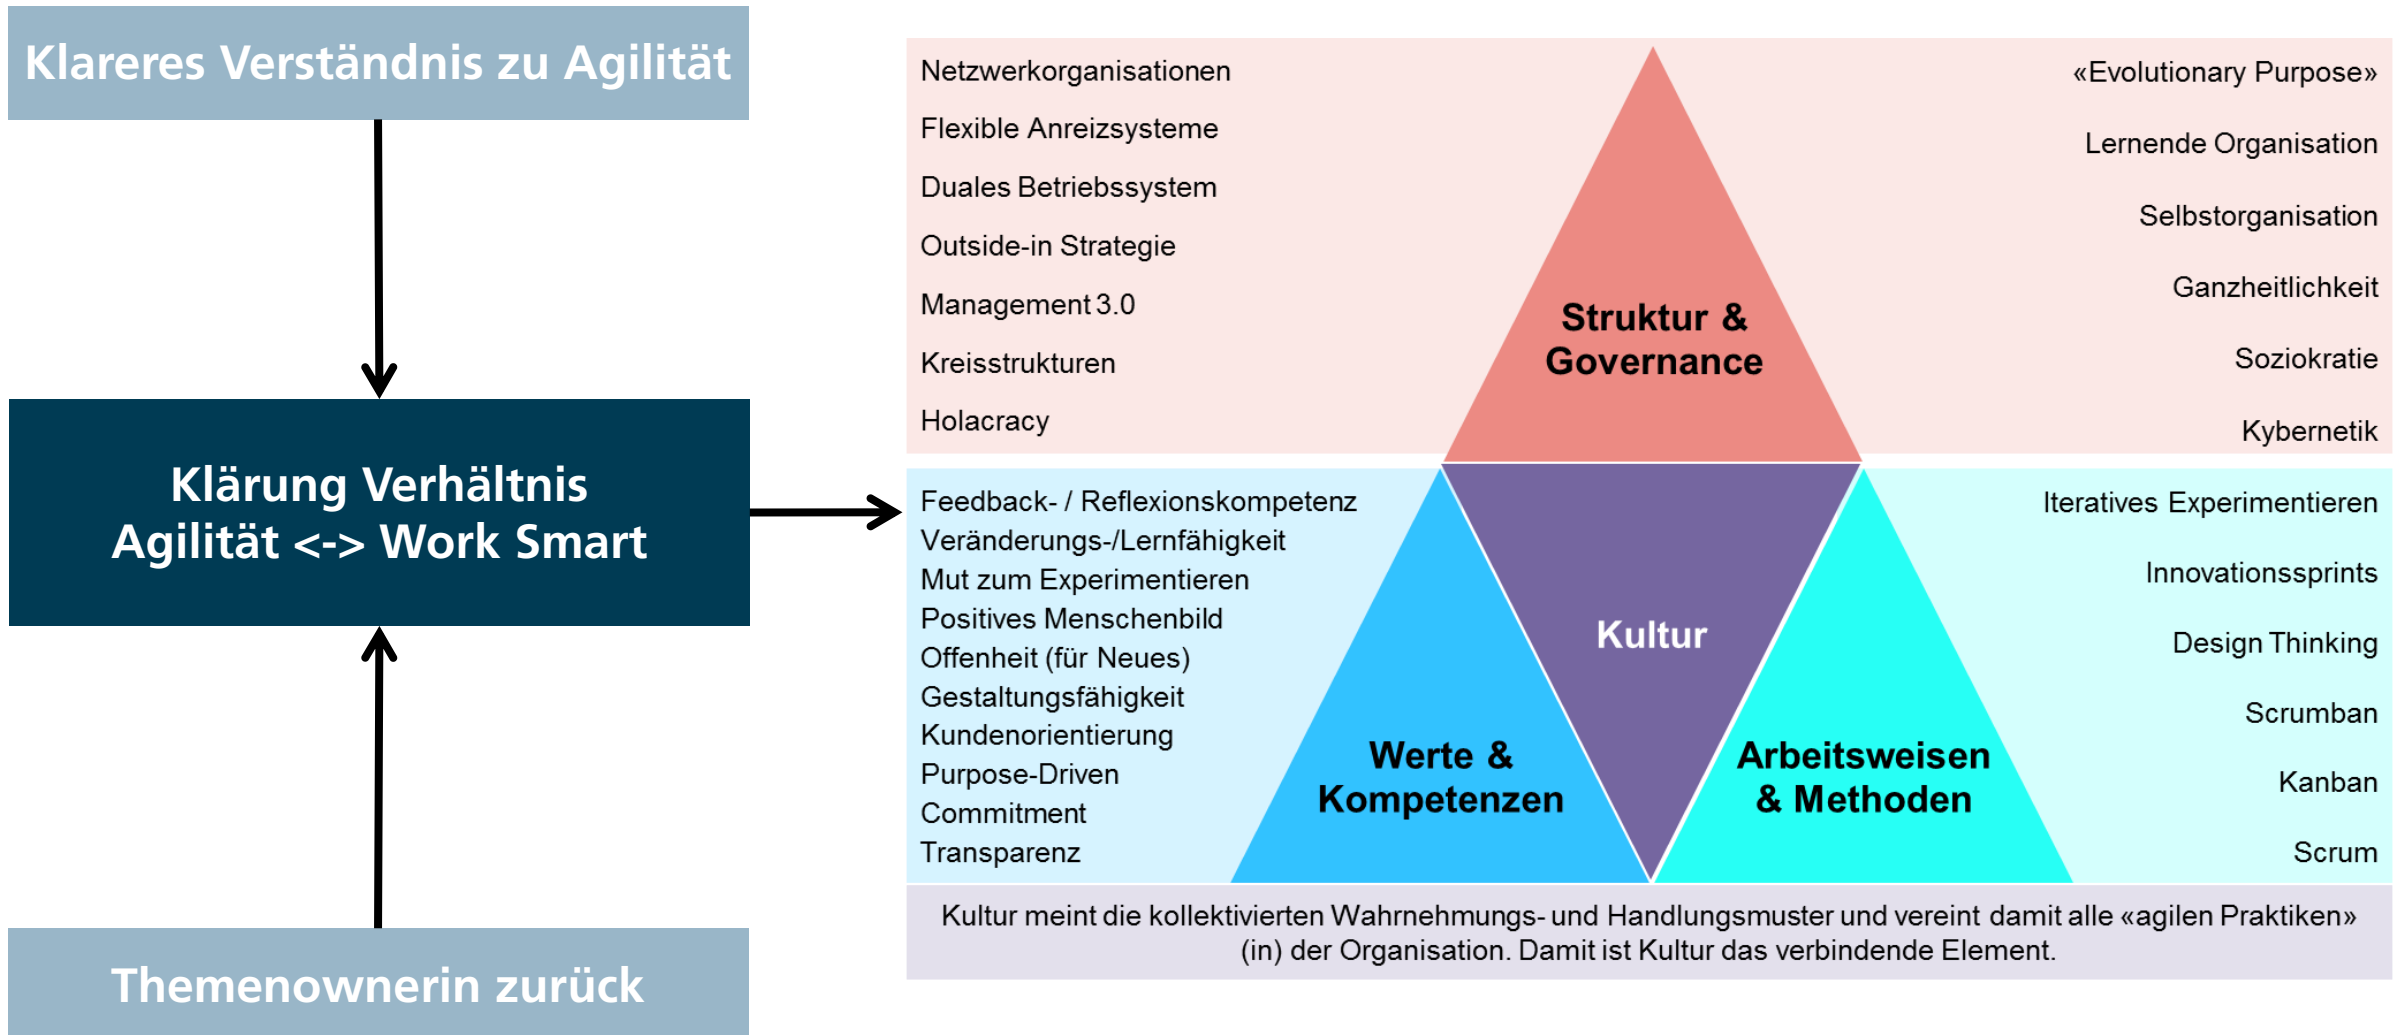 Klareres Verständnis zu Agilität
Klärung Verhältnis
Agilität <-> Work Smart
Themenownerin zurück
Netzwerkorganisationen
Flexible Anreizsysteme
Duales Betriebssystem
Outside-in Strategie
Management 3.0
Kreisstrukturen
Holacracy
Struktur &
Governance
«Evolutionary Purpose»
Lernende Organisation
Selbstorganisation
Ganzheitlichkeit
Soziokratie
Kybernetik
Feedback- / Reflexionskompetenz
Veränderungs-/Lernfähigkeit
Mut zum Experimentieren
Positives Menschenbild
Offenheit (für Neues)
Gestaltungsfähigkeit
Kundenorientierung
Purpose-Driven
Commitment
Transparenz
Werte &
Kompetenzen
Kultur
Arbeitsweisen
& Methoden
Iteratives Experimentieren
Innovationssprints
Design Thinking
Scrumban
Kanban
Scrum
Kultur meint die kollektivierten Wahrnehmungs- und Handlungsmuster und vereint damit alle «agilen Praktiken»
(in) der Organisation. Damit ist Kultur das verbindende Element.